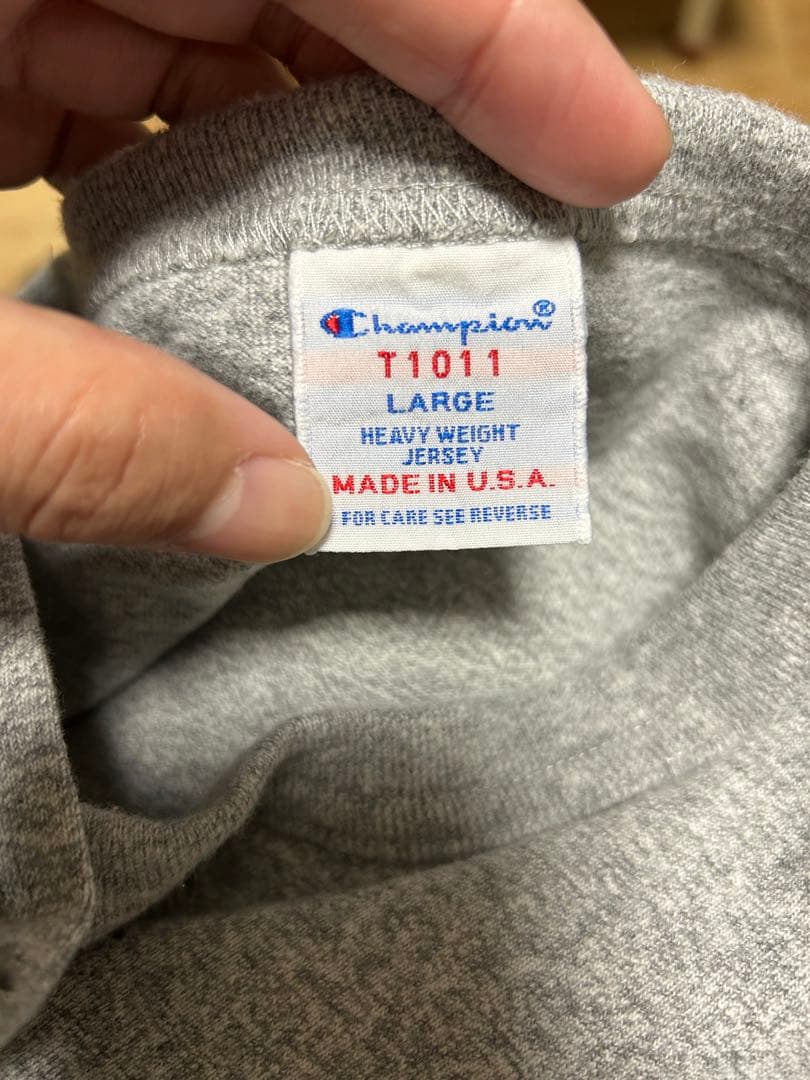 Champion®
T1011
LARGE
HEAVY WEIGHT
JERSEY
MADE IN U.S.A.
FOR CARE SEE REVERSE